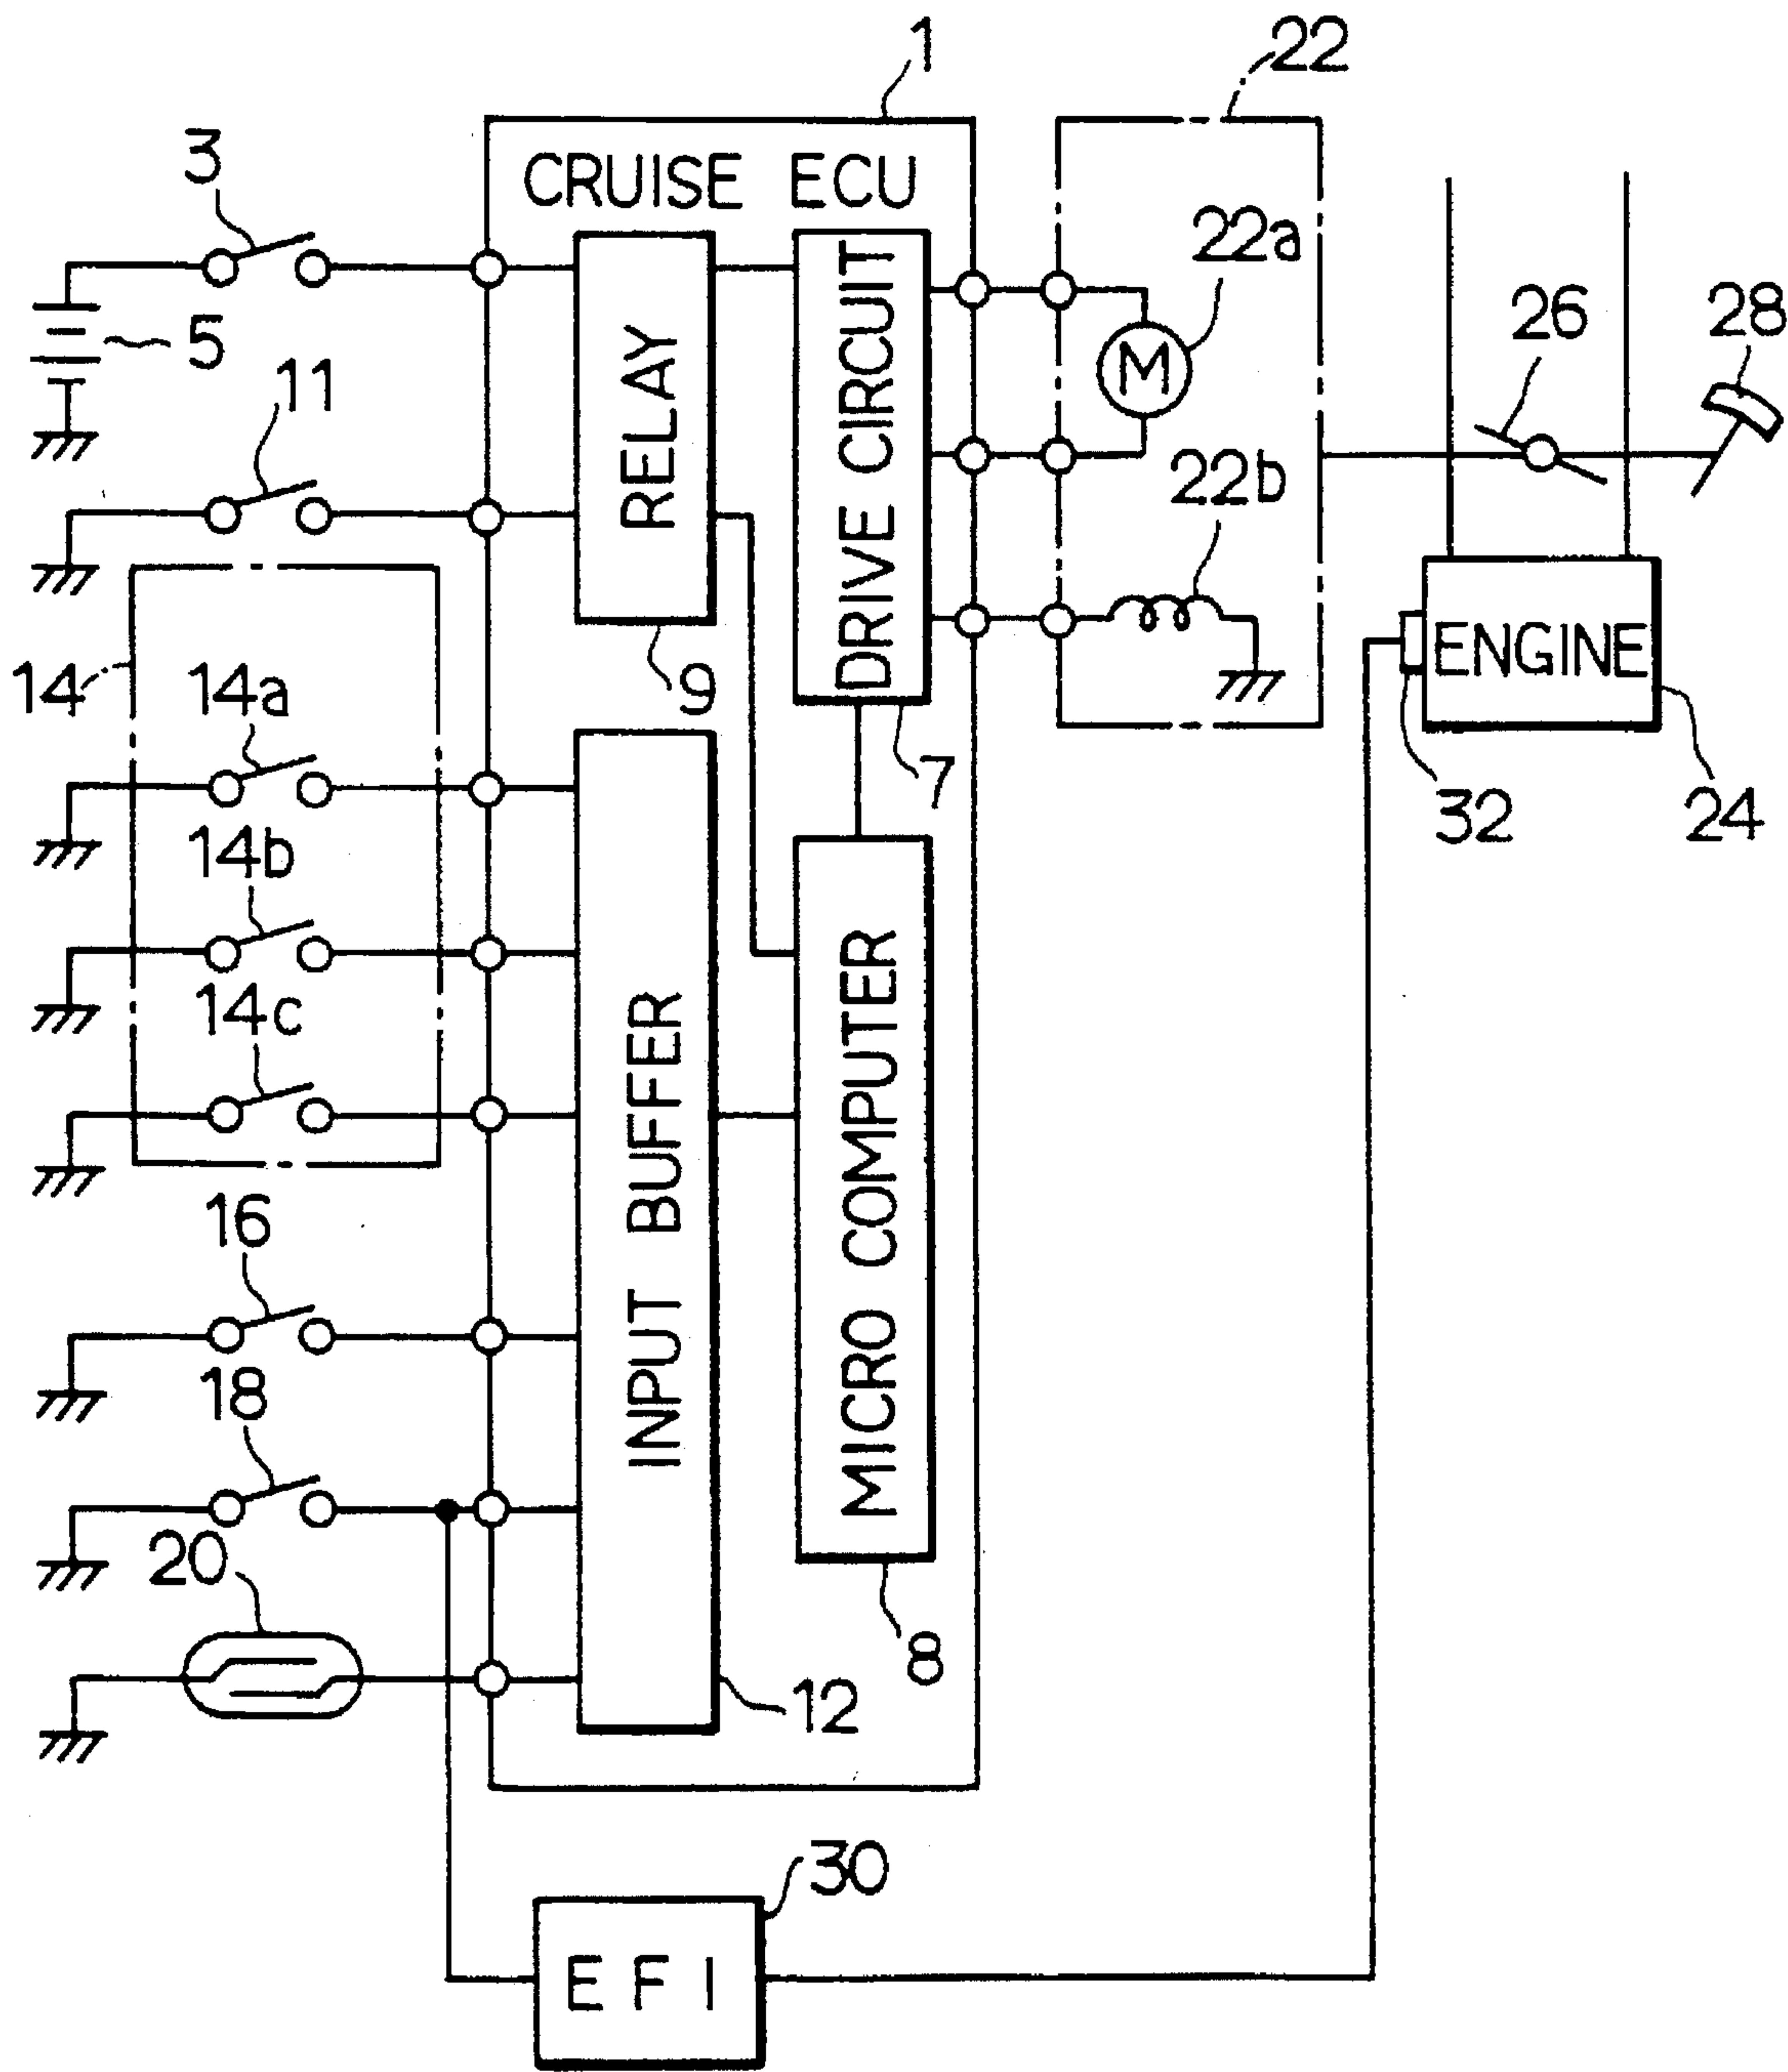 1
22
3
CRUISE ECU
22a
26
28
5
11
RELAY
DRIVE CIRCUIT
M
22b
ENGINE
14
14a
9
7
32
24
14b
14c
INPUT BUFFER
MICRO COMPUTER
16
18
20
8
12
30
EFI